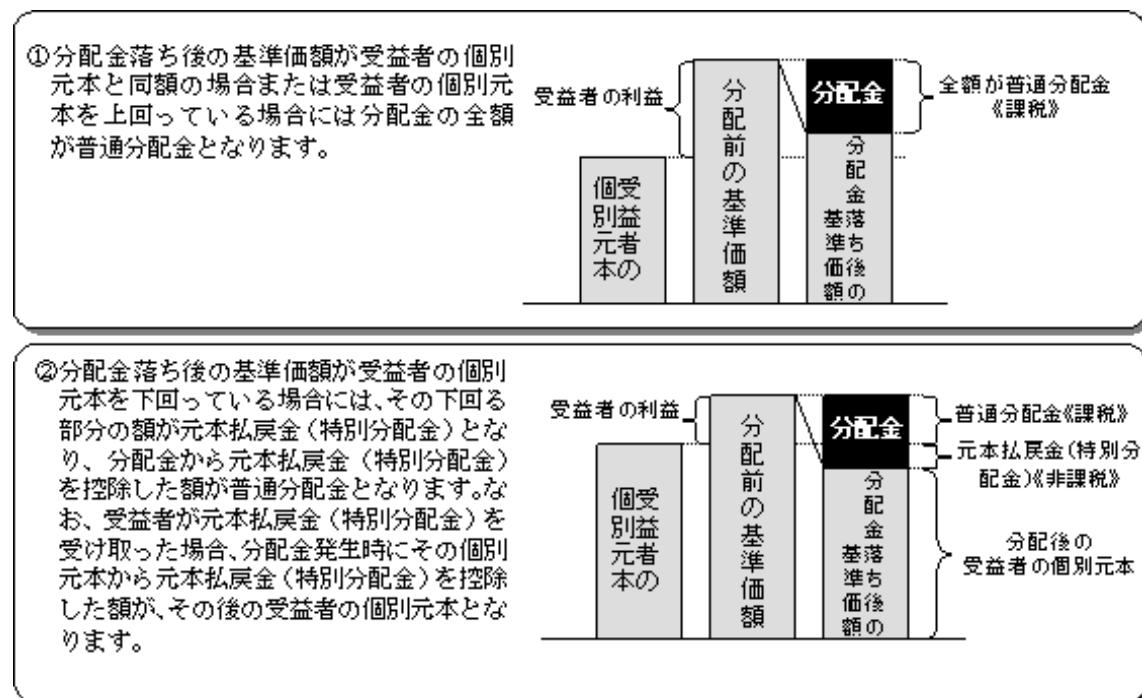 ①分配金落ち後の基準価額が受益者の個別
元本と同額の場合または受益者の個別元
本を上回っている場合には分配金の全額
が普通分配金となります。
受益者の利益
受益者の
個別元本
分配前の基準価額
分配金
分配金落ち後の
基準価額
全額が普通分配金
《課税》
②分配金落ち後の基準価額が受益者の個別
元本を下回っている場合には、その下回る
部分の額が元本払戻金(特別分配金)とな
り、分配金から元本払戻金(特別分配金)
を控除した額が普通分配金となります。な
お、受益者が元本払戻金(特別分配金)を
受け取った場合、分配金発生時にその個別
元本から元本払戻金(特別分配金)を控除
した額が、その後の受益者の個別元本とな
ります。
受益者の利益
受益者の
個別元本
分配前の基準価額
分配金
分配金落ち後の
基準価額
普通分配金《課税》
元本払戻金(特別分
配金)《非課税》
分配後の
受益者の個別元本